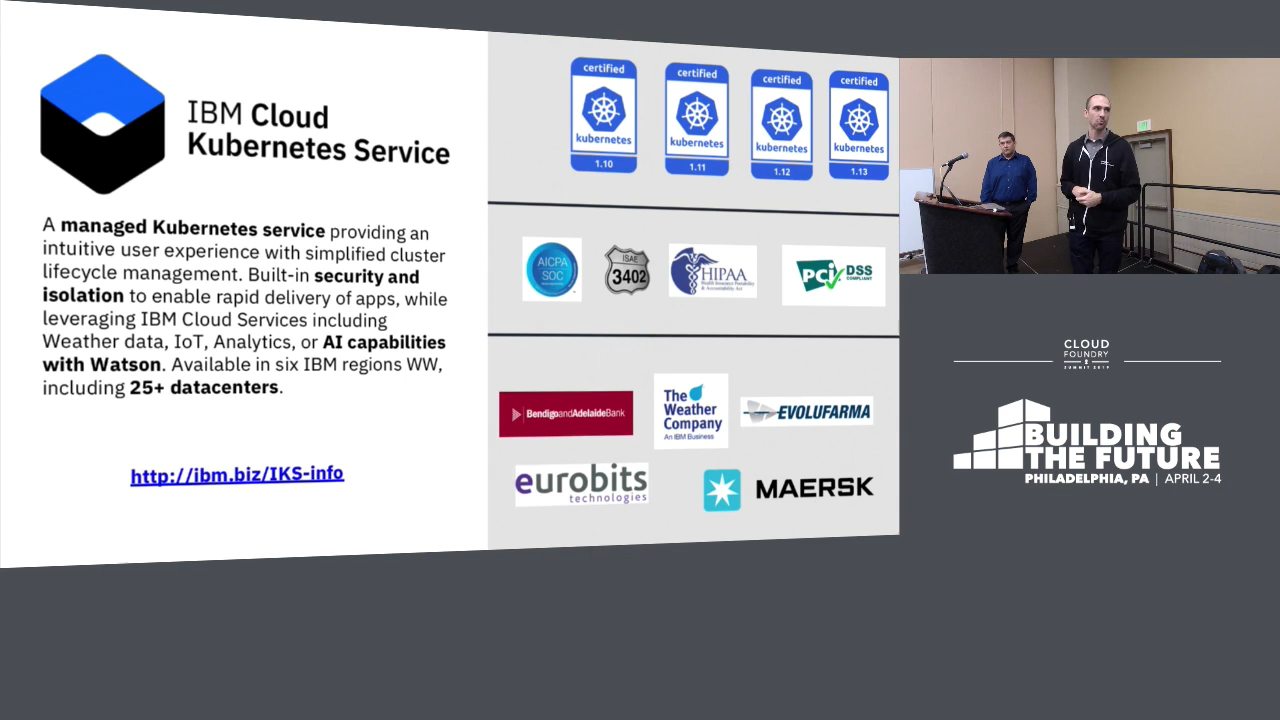 IBM Cloud
Kubernetes Service
A managed Kubernetes service providing an
intuitive user experience with simplified cluster
lifecycle management. Built-in security and
isolation to enable rapid delivery of apps, while
leveraging IBM Cloud Services including
Weather data, IoT, Analytics, or AI capabilities
with Watson. Available in six IBM regions WW,
including 25+ datacenters.
http://ibm.biz/IKS-info
certified
kubernetes
1.10
certified
kubernetes
1.11
certified
kubernetes
1.12
certified
kubernetes
1.13
AICPA
SOC
ISAE
3402
HIPAA
Health Insurance Portability
& Accountability Act
PCI DSS
COMPLIANT
BendigoandAdelaideBank
The
Weather
Company
An IBM Business
EVOLUFARMA
eurobits
technologies
MAERSK
CLOUD
FOUNDRY
SUMMIT 2019
BUILDING
THE FUTURE
PHILADELPHIA, PA | APRIL 2-4